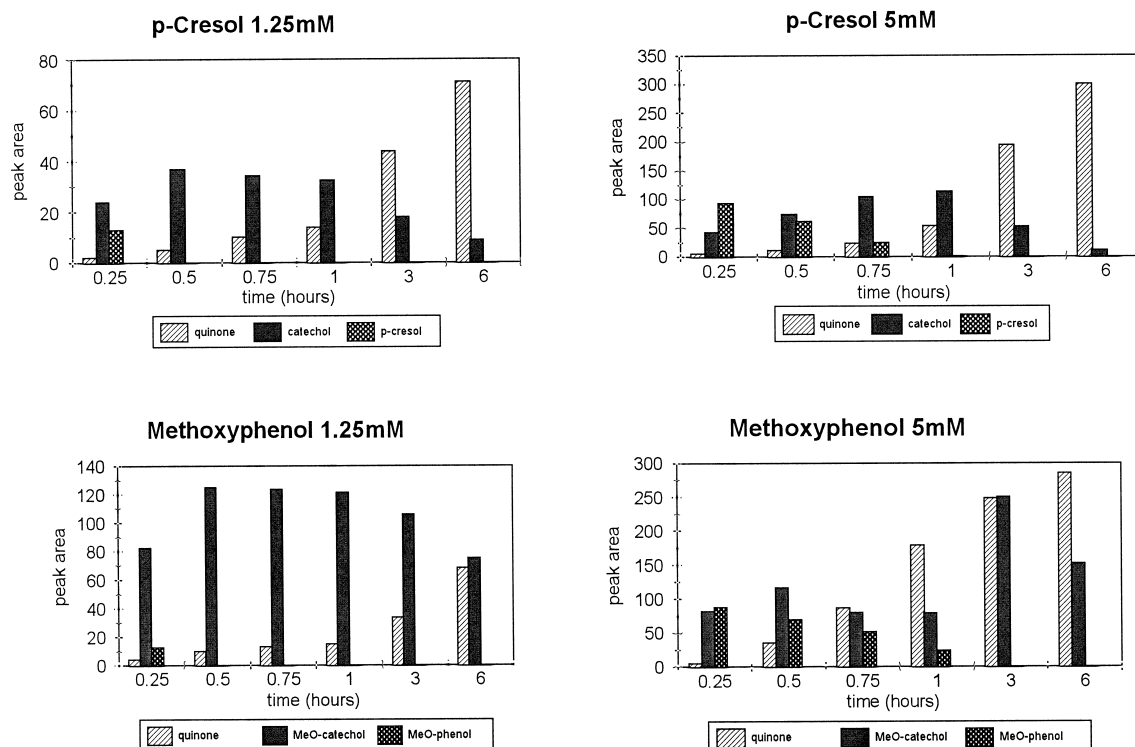 p-Cresol 1.25mM
80
60
40
20
0
peak area
0.25 0.5 0.75 1 3 6
time (hours)
quinone catechol p-cresol
p-Cresol 5mM
350
300
250
200
150
100
50
0
peak area
0.25 0.5 0.75 1 3 6
time (hours)
quinone catechol p-cresol
Methoxyphenol 1.25mM
140
120
100
80
60
40
20
0
peak area
0.25 0.5 0.75 1 3 6
time (hours)
quinone MeO-catechol MeO-phenol
Methoxyphenol 5mM
300
250
200
150
100
50
0
peak area
0.25 0.5 0.75 1 3 6
time (hours)
quinone MeO-catechol MeO-phenol